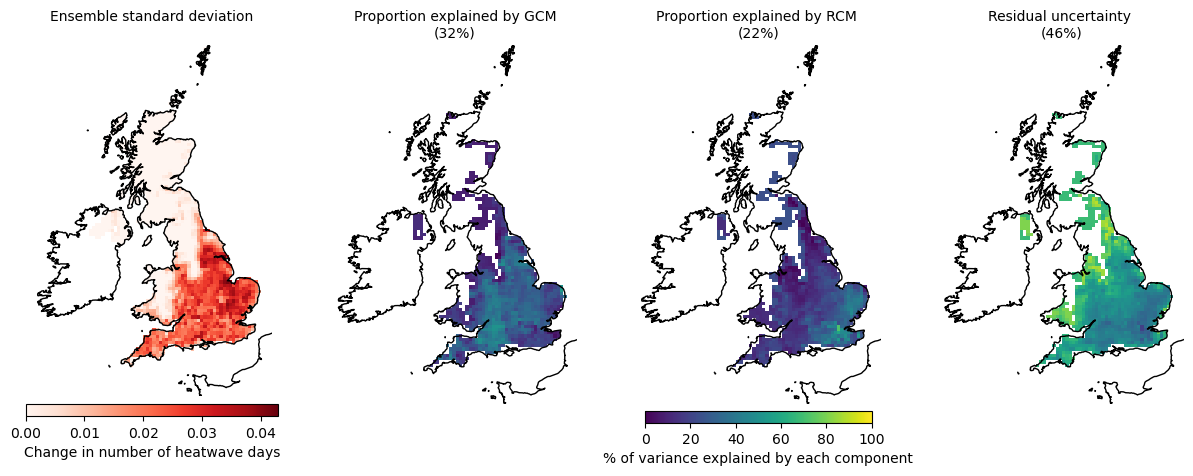 Ensemble standard deviation
Proportion explained by GCM
(32%)
Proportion explained by RCM
(22%)
Residual uncertainty
(46%)
0.00 0.01 0.02 0.03 0.04
Change in number of heatwave days
0 20 40 60 80 100
% of variance explained by each component